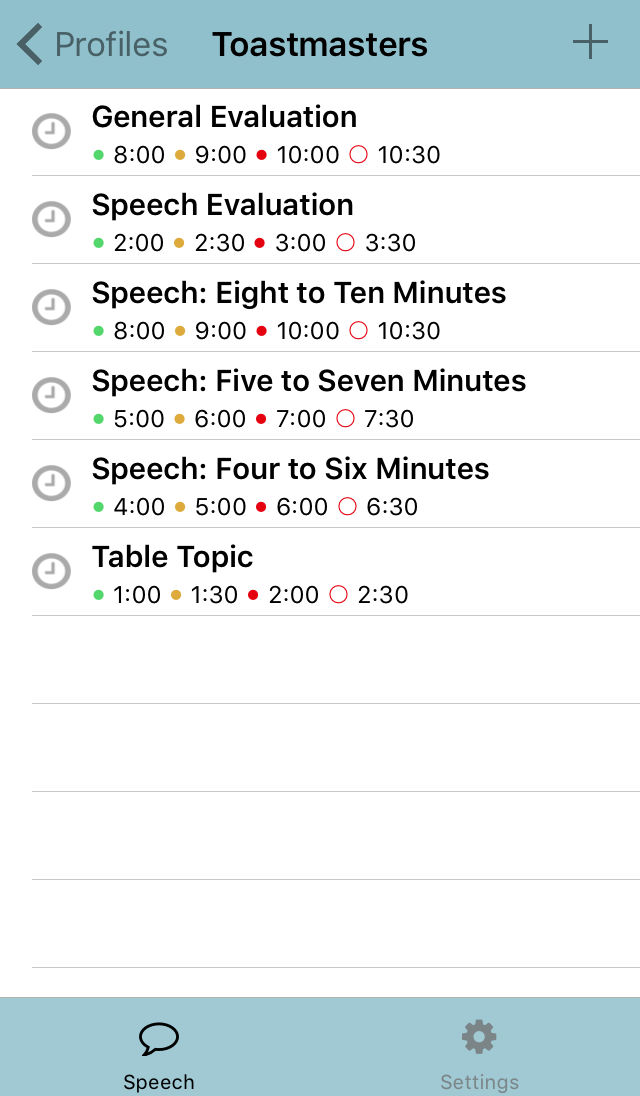 Profiles Toastmasters
General Evaluation
8:00 9:00 10:00 10:30
Speech Evaluation
2:00 2:30 3:00 3:30
Speech: Eight to Ten Minutes
8:00 9:00 10:00 10:30
Speech: Five to Seven Minutes
5:00 6:00 7:00 7:30
Speech: Four to Six Minutes
4:00 5:00 6:00 6:30
Table Topic
1:00 1:30 2:00 2:30
Speech Settings